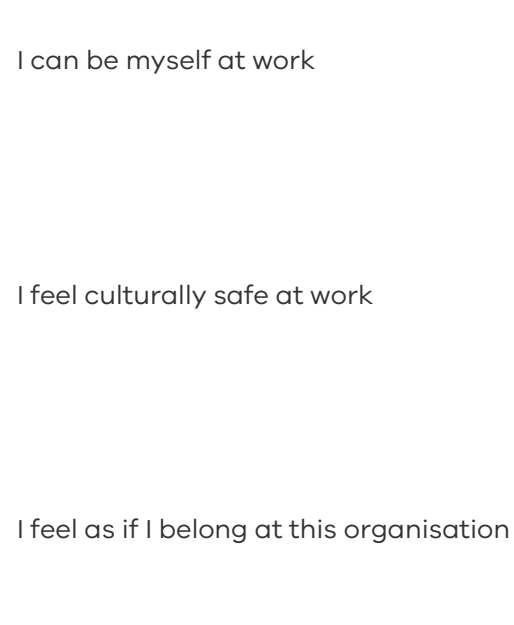 I can be myself at work
I feel culturally safe at work
I feel as if I belong at this organisation